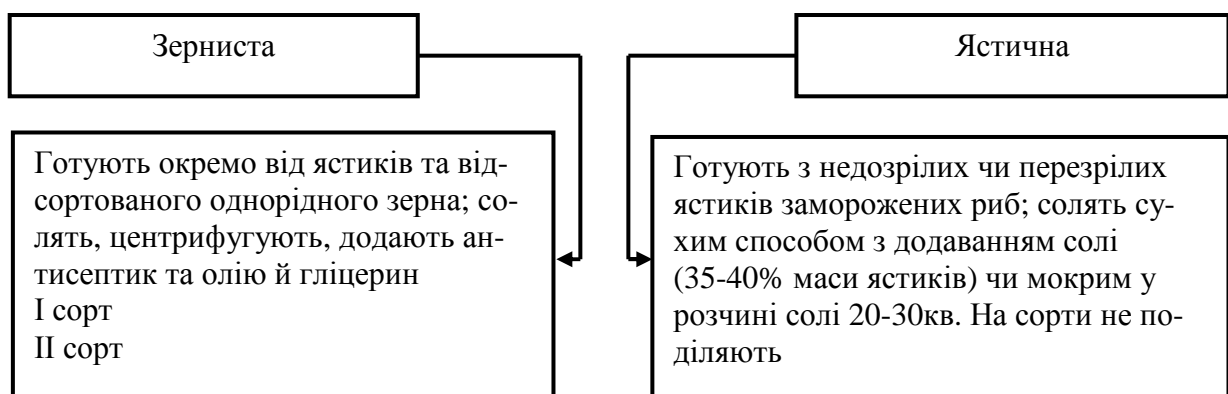 Зерниста
Ястична
Готують окремо від ястиків та від-
сортованого однорідного зерна; со-
лять, центрифугують, додають ан-
тисептик та олію й гліцерин
І сорт
ІІ сорт
Готують з недозрілих чи перезрілих
ястиків заморожених риб; солять су-
хим способом з додаванням солі
(35-40% маси ястиків) чи мокрим у
розчині солі 20-30кв. На сорти не по-
діляють